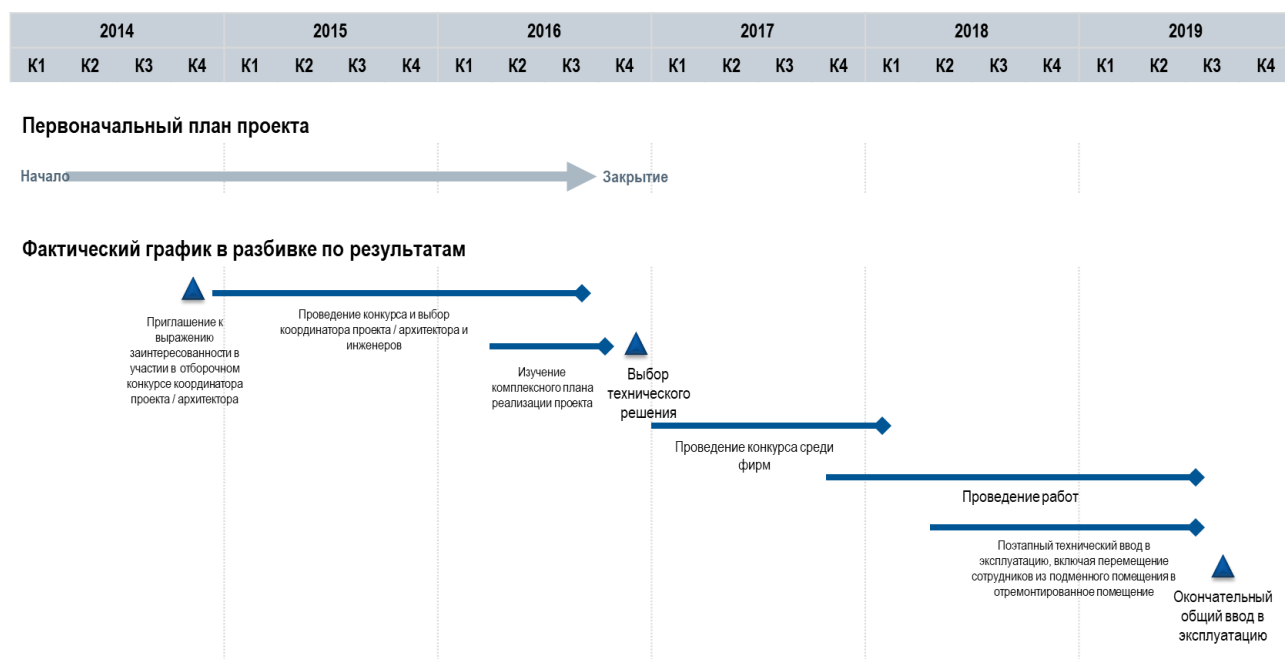 2014 2015 2016 2017 2018 2019
К1 К2 К3 К4 К1 К2 К3 К4 К1 К2 К3 К4 К1 К2 К3 К4 К1 К2 К3 К4 К1 К2 К3 К4
Первоначальный план проекта
Начало
Закрытие
Фактический график в разбивке по результатам
Приглашение к
выражению
заинтересованности в
участии в отборочном
конкурсе координатора
проекта / архитектора
Проведение конкурса и выбор
координатора проекта / архитектора и
инженеров
Изучение
комплексного плана
реализации проекта
Выбор
технического
решения
Проведение конкурса среди
фирм
Проведение работ
Поэтапный технический ввод в
эксплуатацию, включая перемещение
сотрудников из подменного помещения в
отремонтированное помещение
Окончательный
общий ввод в
эксплуатацию